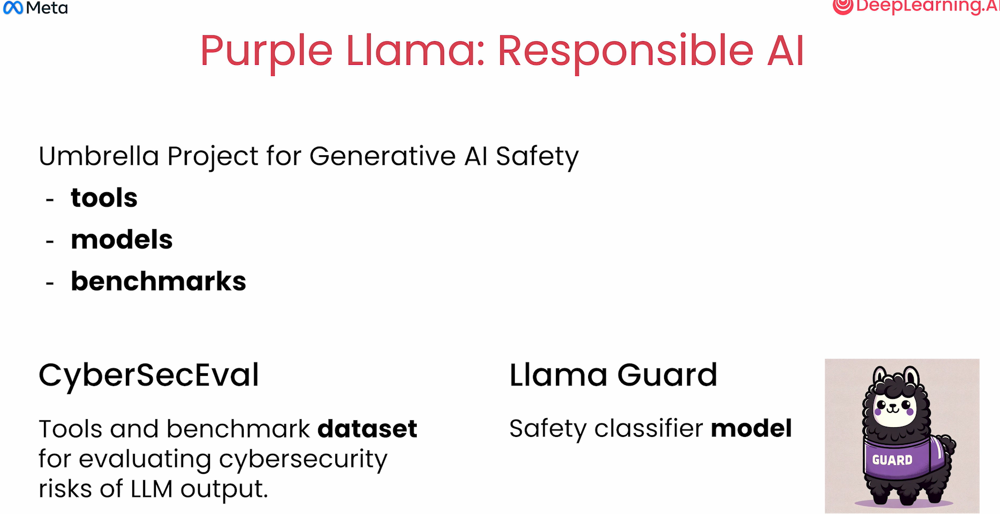 Meta
DeepLearning.AI
Purple Llama: Responsible AI
Umbrella Project for Generative AI Safety
- tools
- models
- benchmarks
CyberSecEval
Tools and benchmark dataset
for evaluating cybersecurity
risks of LLM output.
Llama Guard
Safety classifier model
GUARD